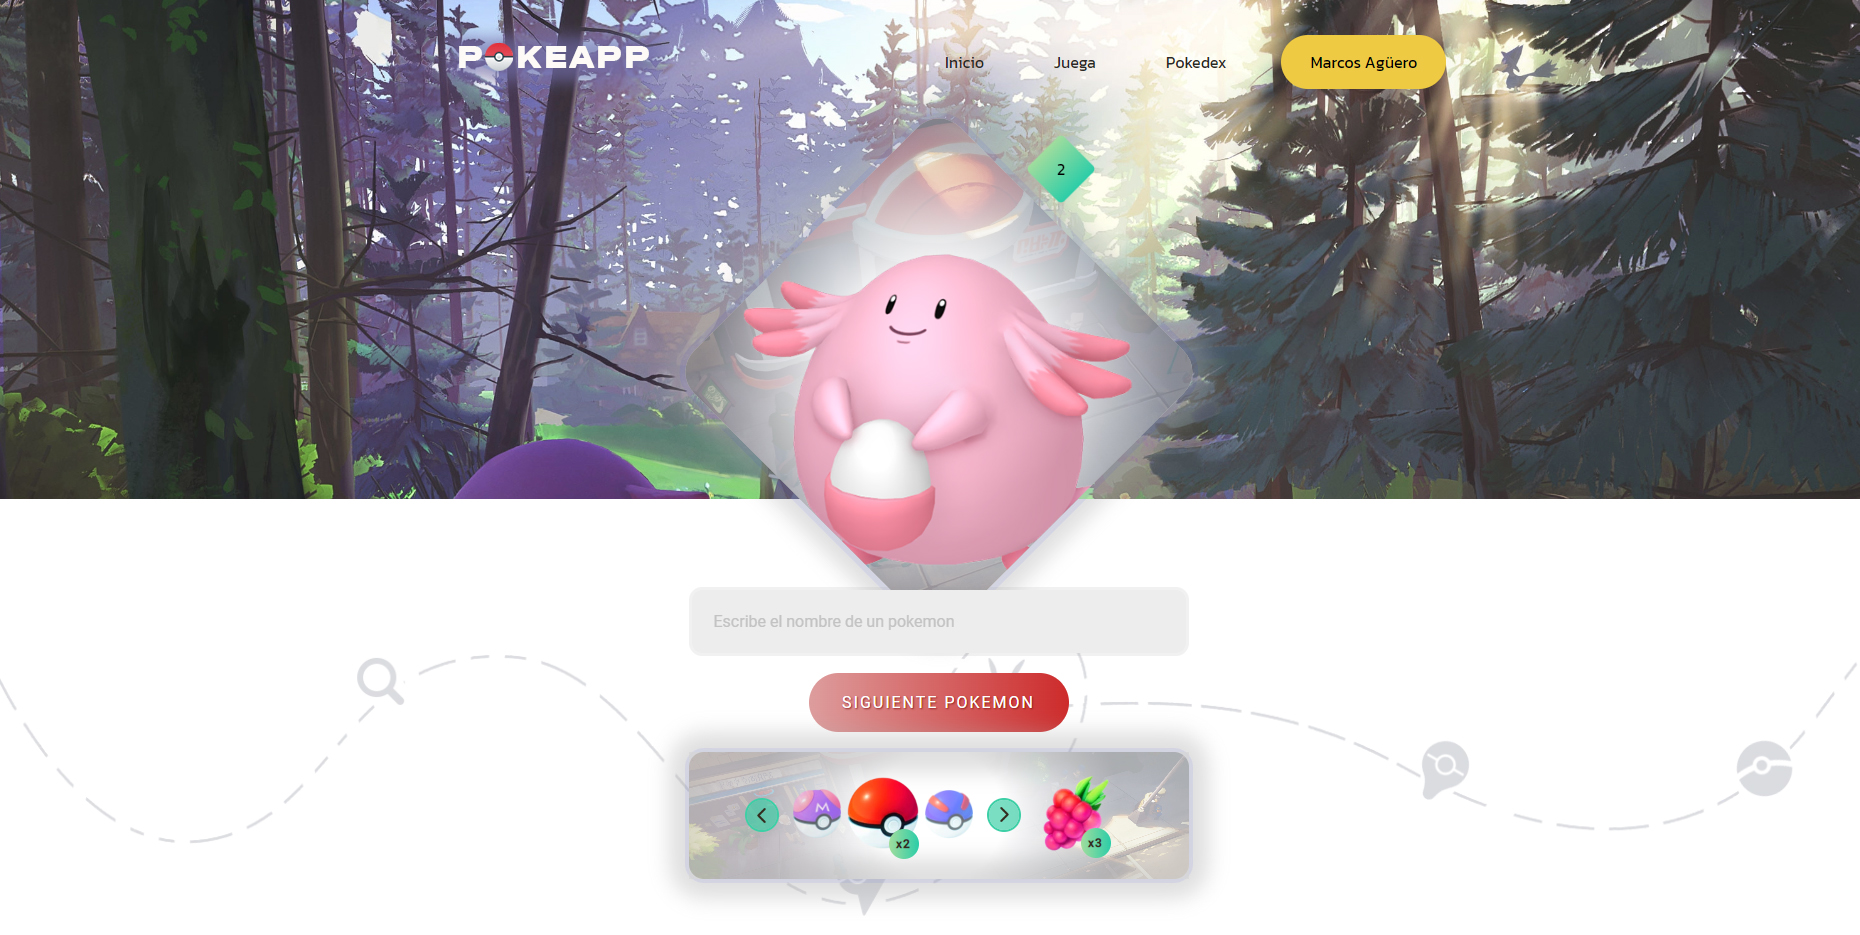 POKEAPP
Inicio
Juega
Pokedex
Marcos Agüero
2
Escribe el nombre de un pokemon
SIGUIENTE POKEMON
M
x2
x3